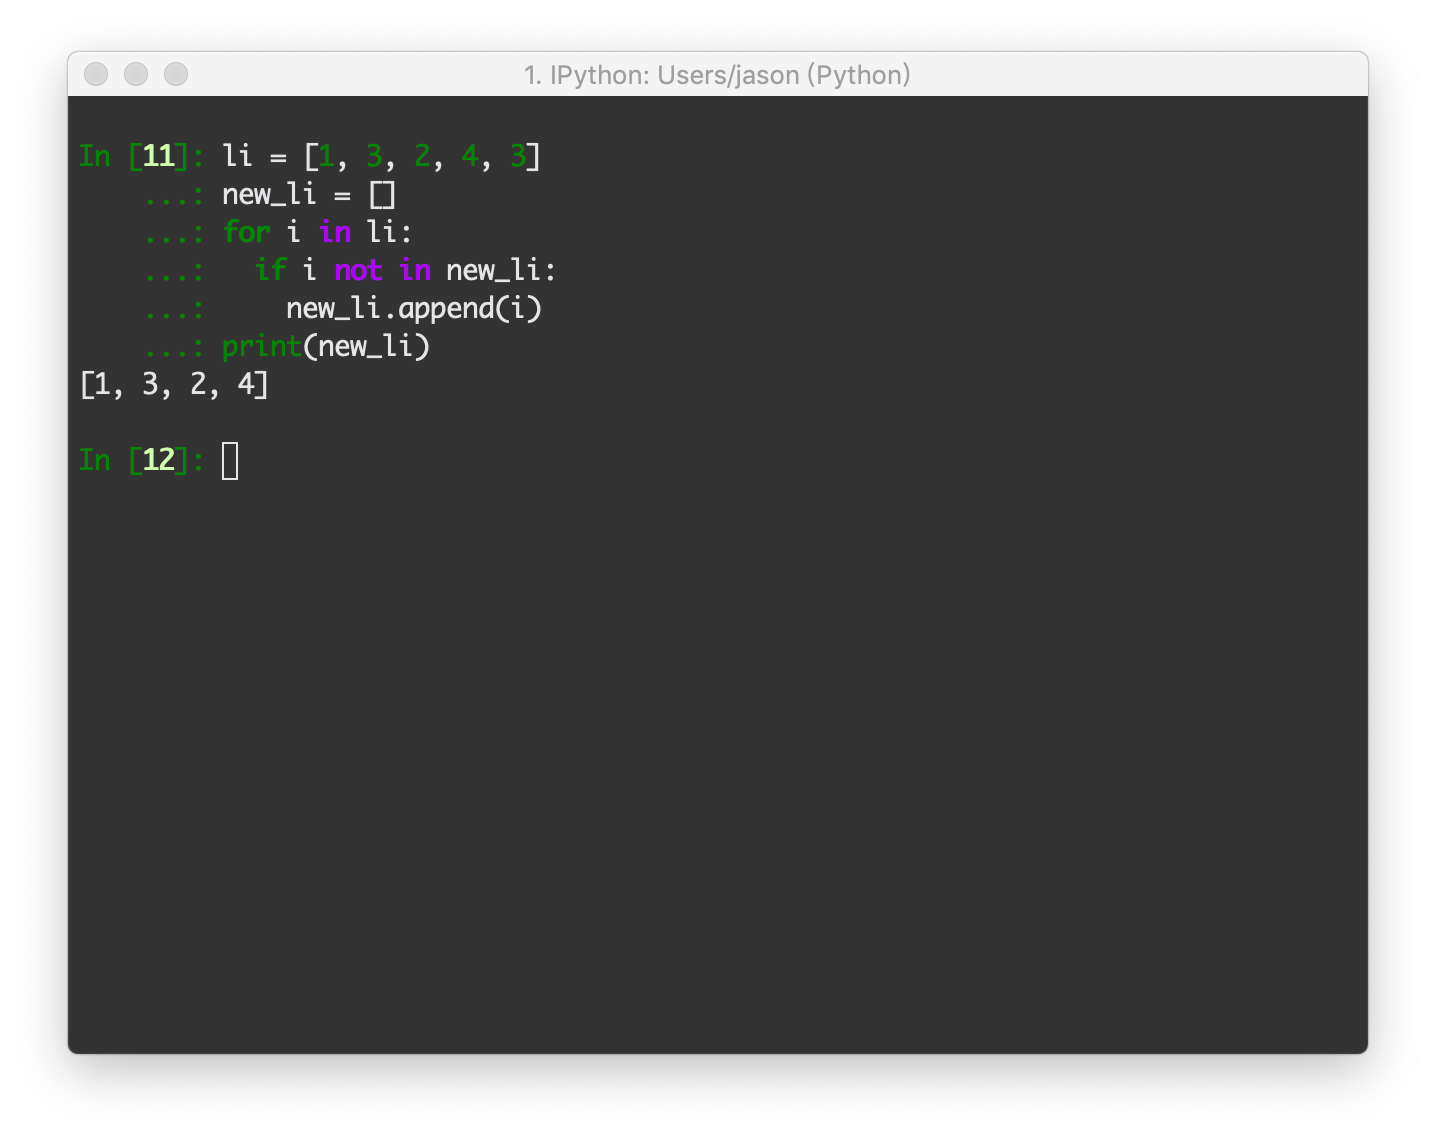 1. IPython: Users/jason (Python)
In [11]: li = [1, 3, 2, 4, 3]
    ...: new_li = []
    ...: for i in li:
    ...:   if i not in new_li:
    ...:     new_li.append(i)
    ...: print(new_li)
[1, 3, 2, 4]
In [12]: